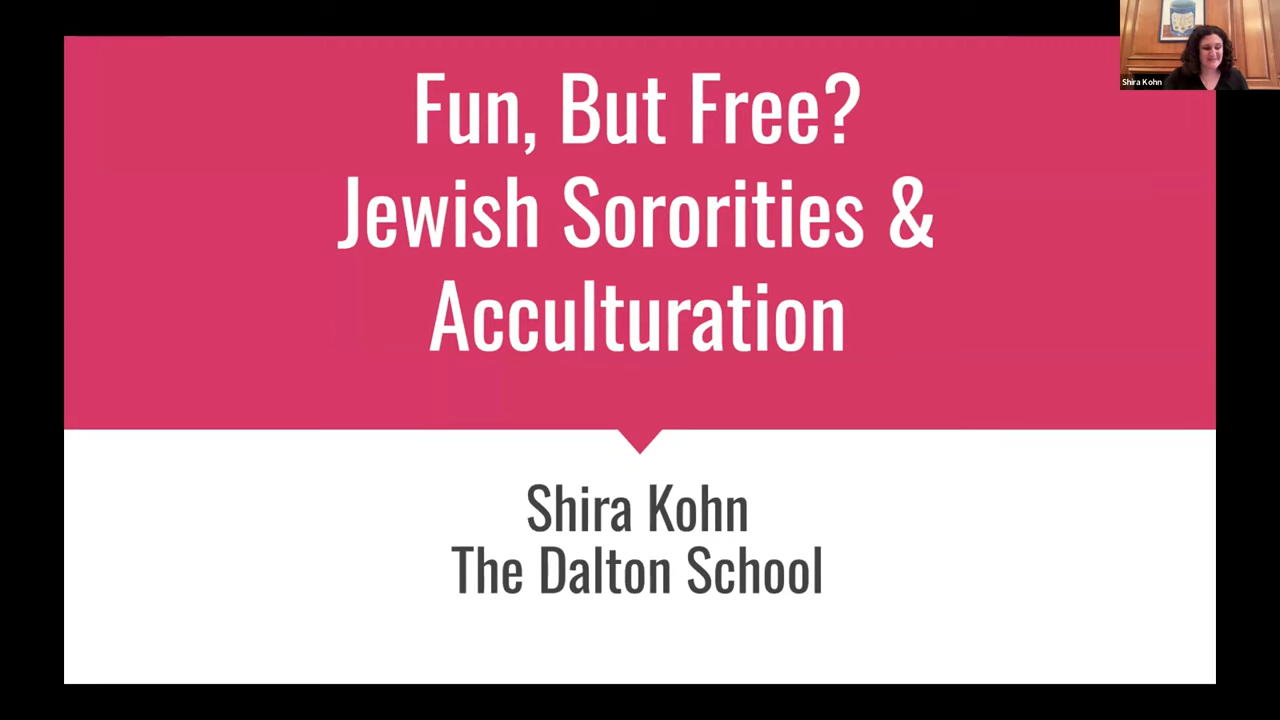 Fun, But Free?
Jewish Sororities &
Acculturation
Shira Kohn
The Dalton School
Shira Kohn